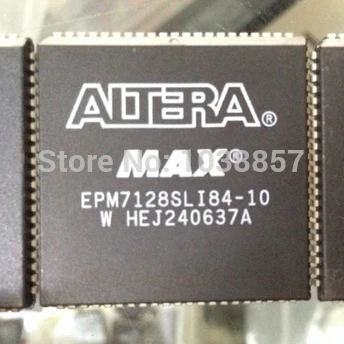 ALTERA®
MAX®
Store No: 1038857
EPM7128SLI84-10
W HEJ240637A